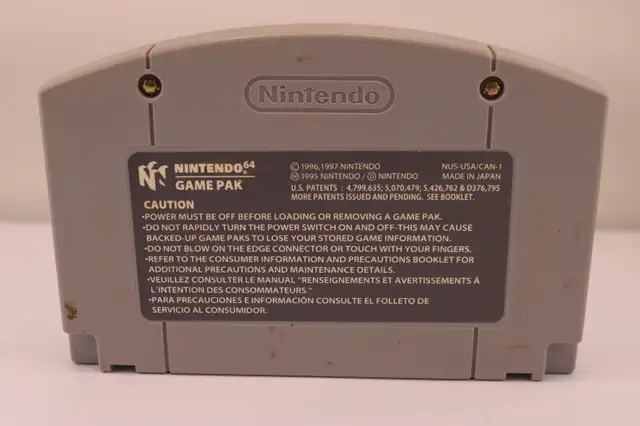 Nintendo
NINTENDO64
GAME PAK
©1996,1997 NINTENDO
Ⓜ1995 NINTENDO / Ⓓ NINTENDO
NUS-USA/CAN-1
MADE IN JAPAN
U.S. PATENTS : 4,799,635; 5,070,479; 5,426,762 & D376,795
MORE PATENTS ISSUED AND PENDING. SEE BOOKLET.
CAUTION
•POWER MUST BE OFF BEFORE LOADING OR REMOVING A GAME PAK.
•DO NOT RAPIDLY TURN THE POWER SWITCH ON AND OFF-THIS MAY CAUSE
BACKED-UP GAME PAKS TO LOSE YOUR STORED GAME INFORMATION.
•DO NOT BLOW ON THE EDGE CONNECTOR OR TOUCH WITH YOUR FINGERS.
•REFER TO THE CONSUMER INFORMATION AND PRECAUTIONS BOOKLET FOR
ADDITIONAL PRECAUTIONS AND MAINTENANCE DETAILS.
•VEUILLEZ CONSULTER LE MANUAL "RENSEIGNEMENTS ET AVERTISSEMENTS Á
L'INTENTION DES CONSOMMATEURS."
•PARA PRECAUCIONES E INFORMACIÓN CONSULTE EL FOLLETO DE
SERVICIO AL CONSUMIDOR.